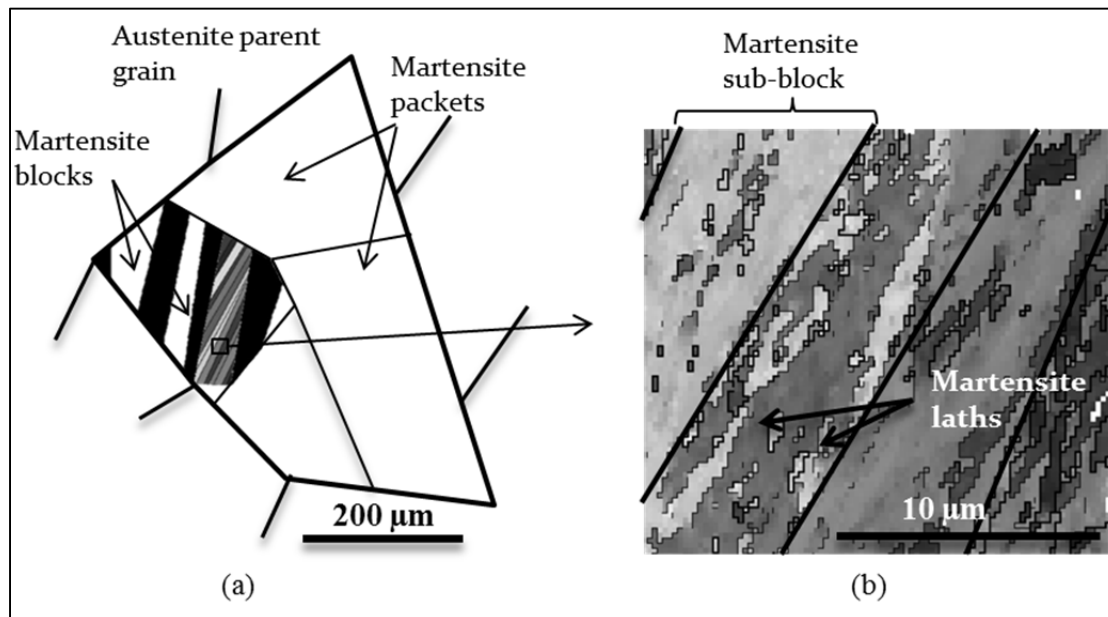 Austenite parent
grain
Martensite
packets
Martensite
blocks
200 µm
(a)
Martensite
sub-block
Martensite
laths
10 µm
(b)